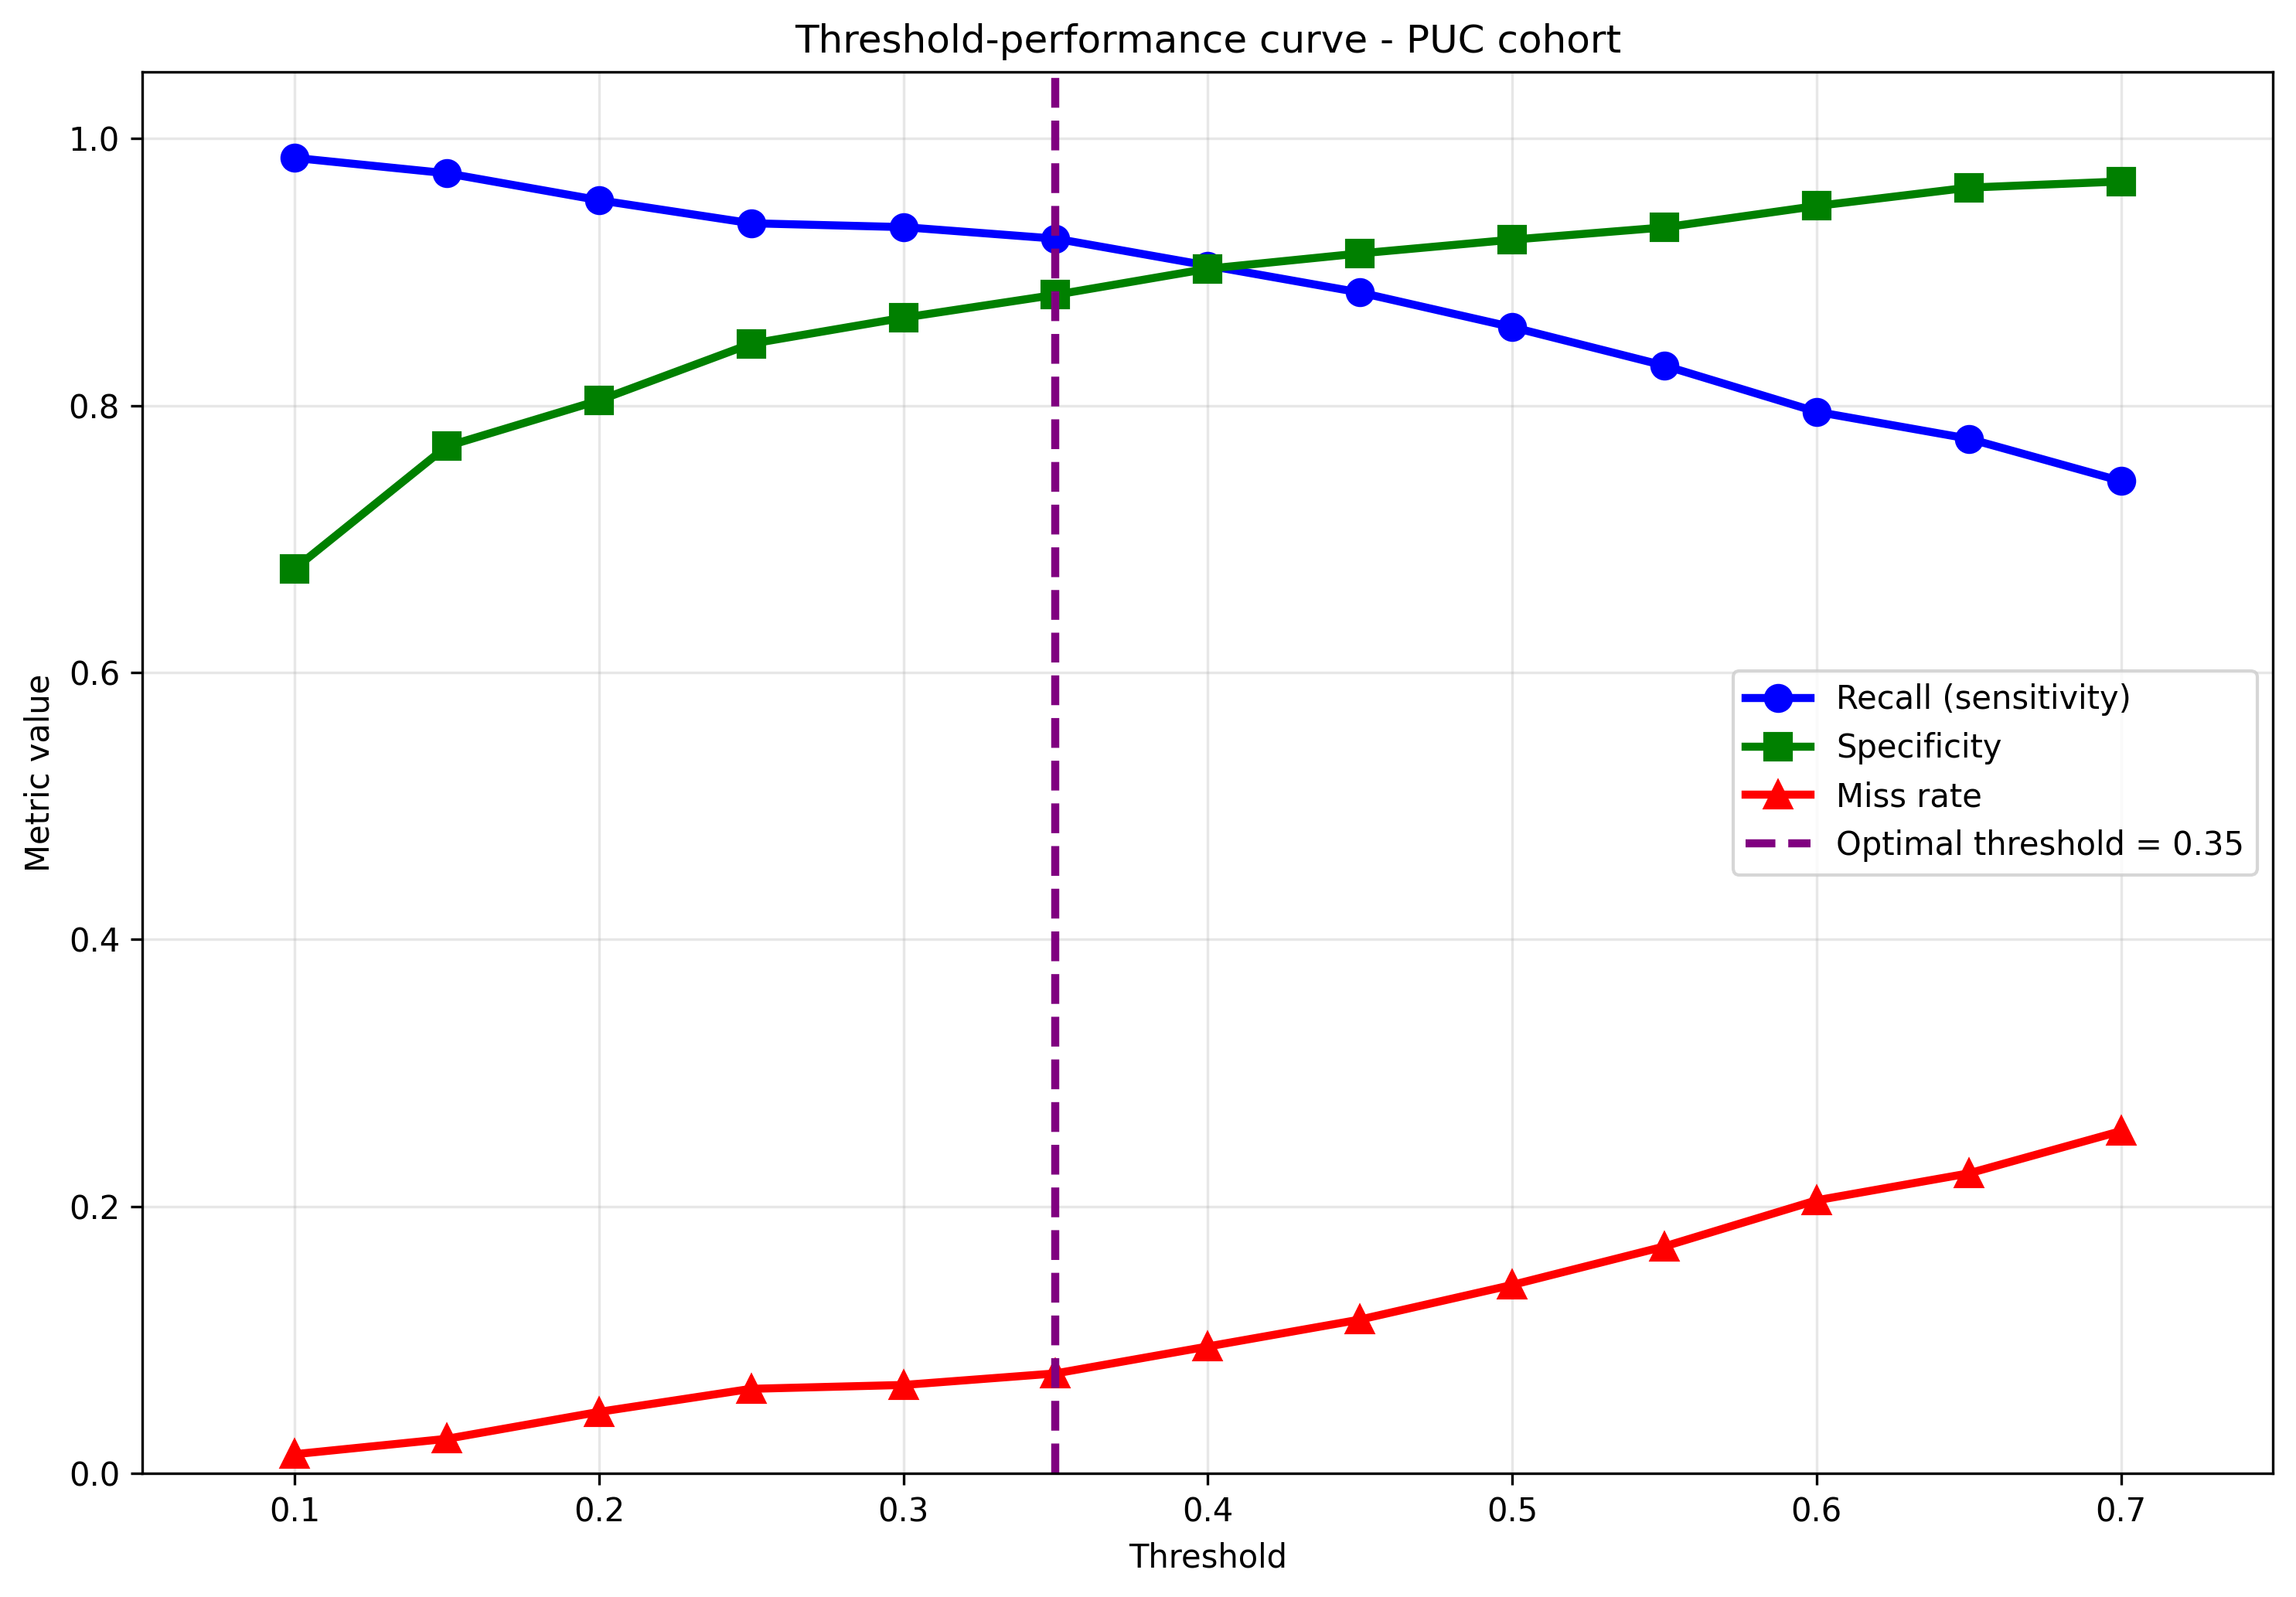 Threshold-performance curve - PUC cohort
1.0
0.8
0.6
0.4
0.2
0.0
Metric value
Recall (sensitivity)
Specificity
Miss rate
Optimal threshold = 0.35
0.1 0.2 0.3 0.4 0.5 0.6 0.7
Threshold